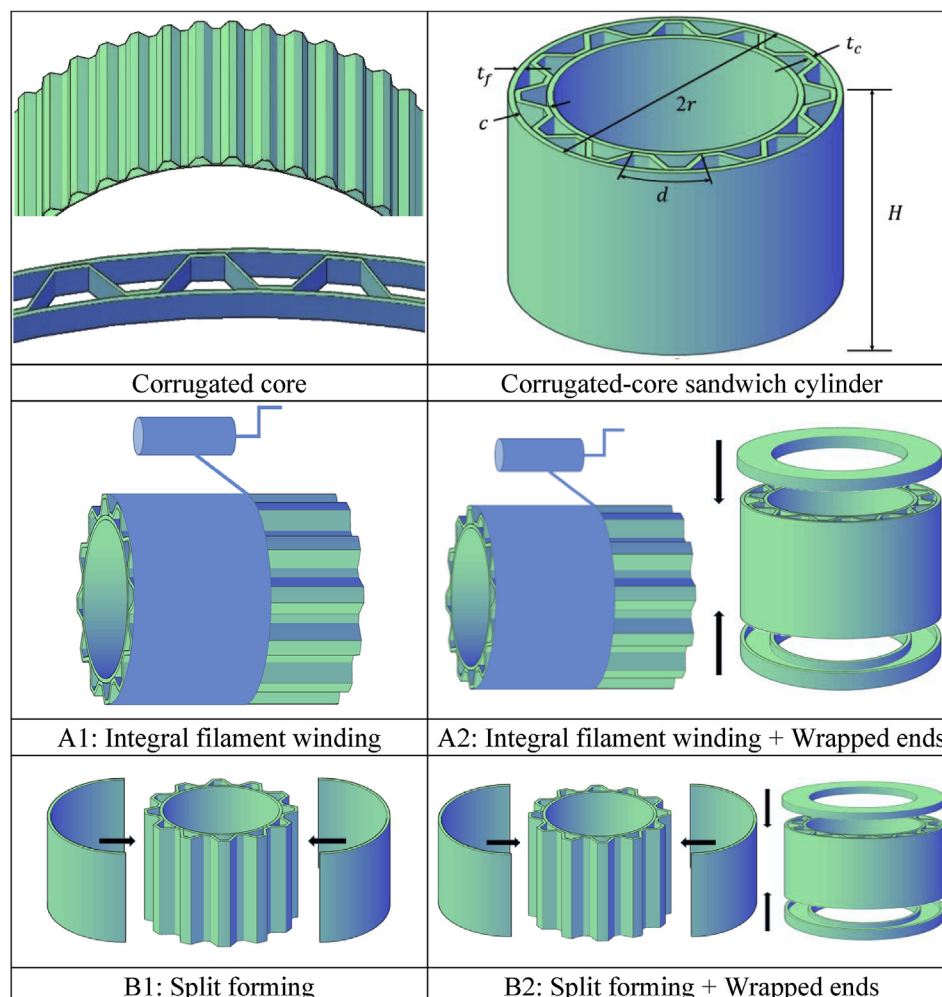 t_f
t_c
2r
c
d
H
Corrugated core
Corrugated-core sandwich cylinder
A1: Integral filament winding
A2: Integral filament winding + Wrapped ends
B1: Split forming
B2: Split forming + Wrapped ends